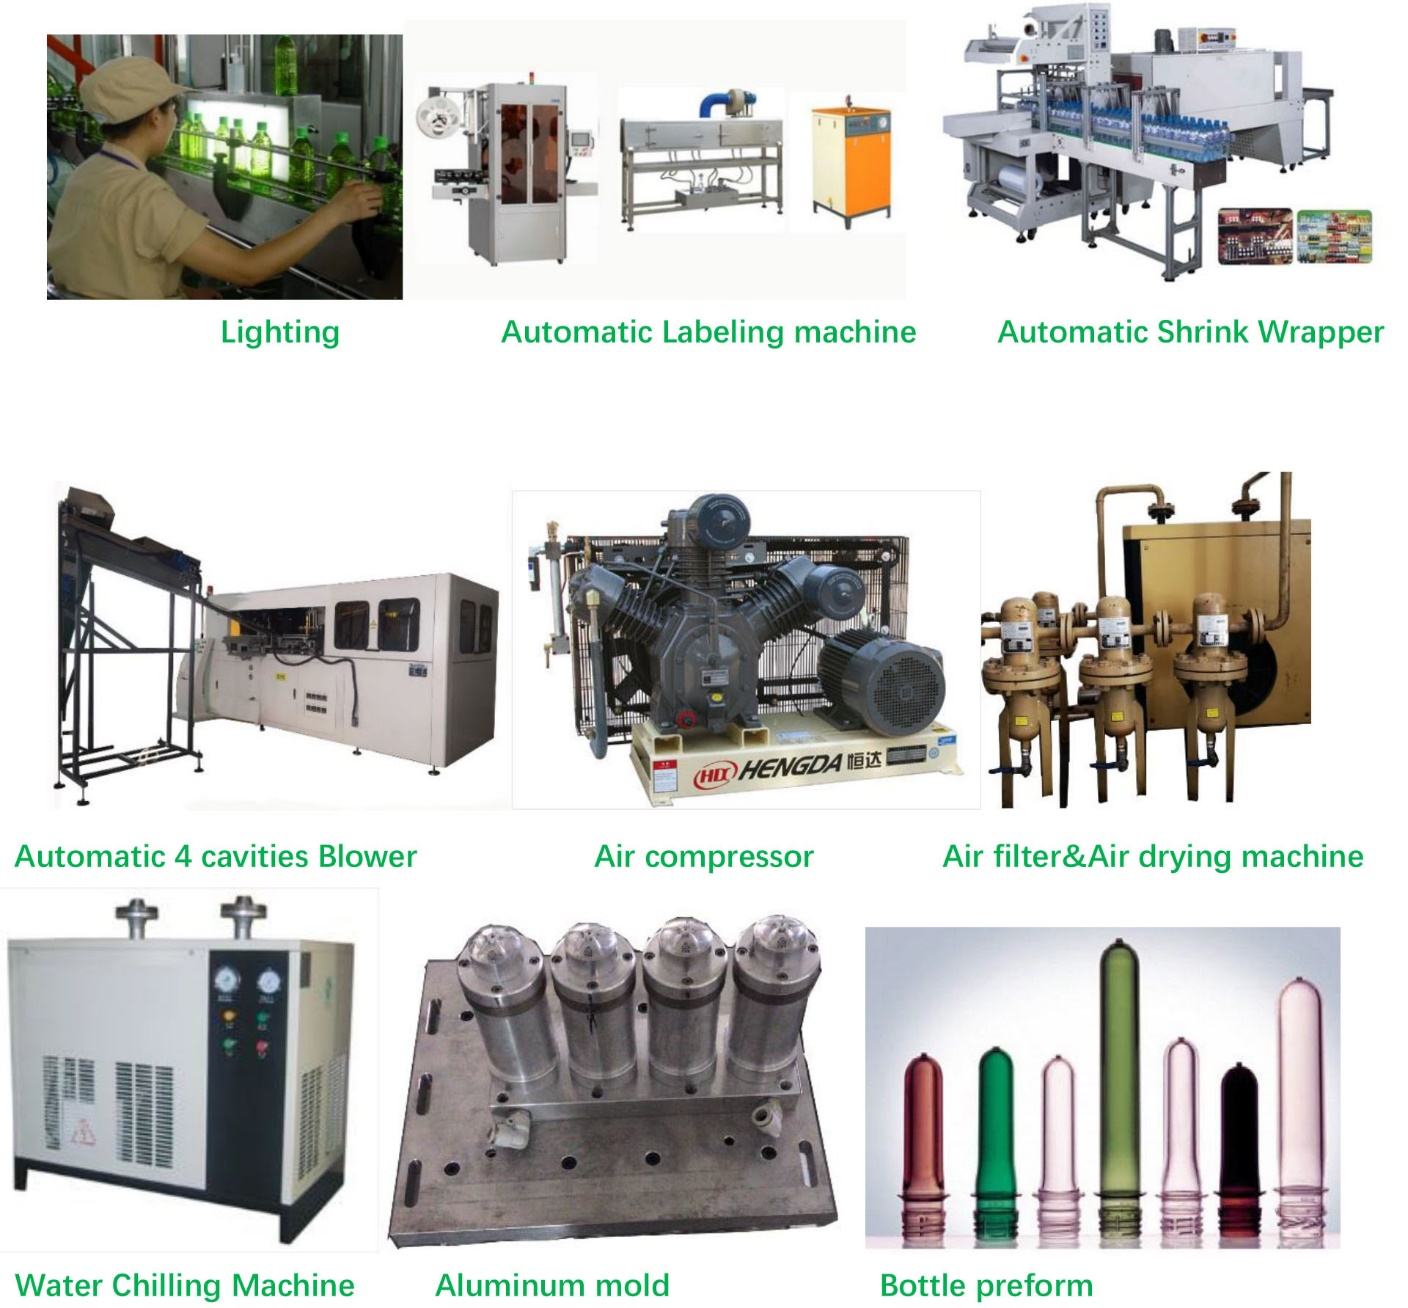 Lighting
Automatic Labeling machine
Automatic Shrink Wrapper
HD HENGDA 恒达
Automatic 4 cavities Blower
Air compressor
Air filter&Air drying machine
Water Chilling Machine
Aluminum mold
Bottle preform